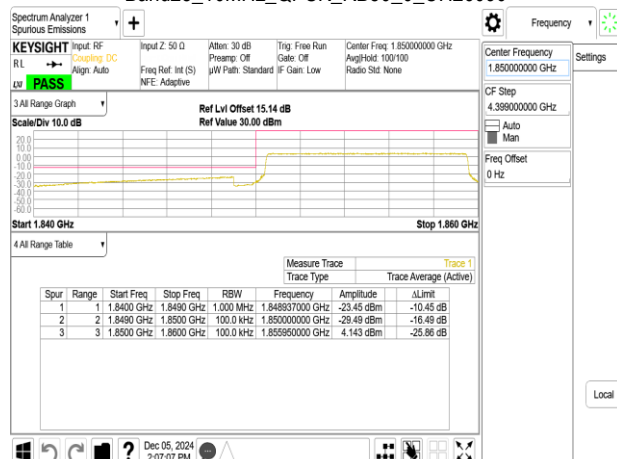 Spectrum Analyzer 1
Spurious Emissions
+
Frequency
KEYSIGHT
RL
LXI PASS
Input: RF
Coupling: DC
Align: Auto
Input Z: 50 Ω
Freq Ref: Int (S)
NFE: Adaptive
Atten: 30 dB
Preamp: Off
µW Path: Standard
Trig: Free Run
Gate: Off
IF Gain: Low
Center Freq: 1.850000000 GHz
Avg|Hold: 100/100
Radio Std: None
Center Frequency
1.850000000 GHz
Settings
CF Step
4.399000000 GHz
Auto
Man
Freq Offset
0 Hz
3 All Range Graph
Scale/Div 10.0 dB
Ref Lvl Offset 15.14 dB
Ref Value 30.00 dBm
20.0
10.0
0.00
-10.0
-20.0
-30.0
-40.0
-50.0
-60.0
Start 1.840 GHz Stop 1.860 GHz
4 All Range Table
Measure Trace Trace 1
Trace Type Trace Average (Active)
Spur Range Start Freq Stop Freq RBW Frequency Amplitude ΔLimit
1 1 1.8400 GHz 1.8490 GHz 1.000 MHz 1.848937000 GHz -23.45 dBm -10.45 dB
2 2 1.8490 GHz 1.8500 GHz 100.0 kHz 1.850000000 GHz -29.49 dBm -16.49 dB
3 3 1.8500 GHz 1.8600 GHz 100.0 kHz 1.855950000 GHz 4.143 dBm -25.86 dB
Local
?
Dec 05, 2024
2:07:07 PM